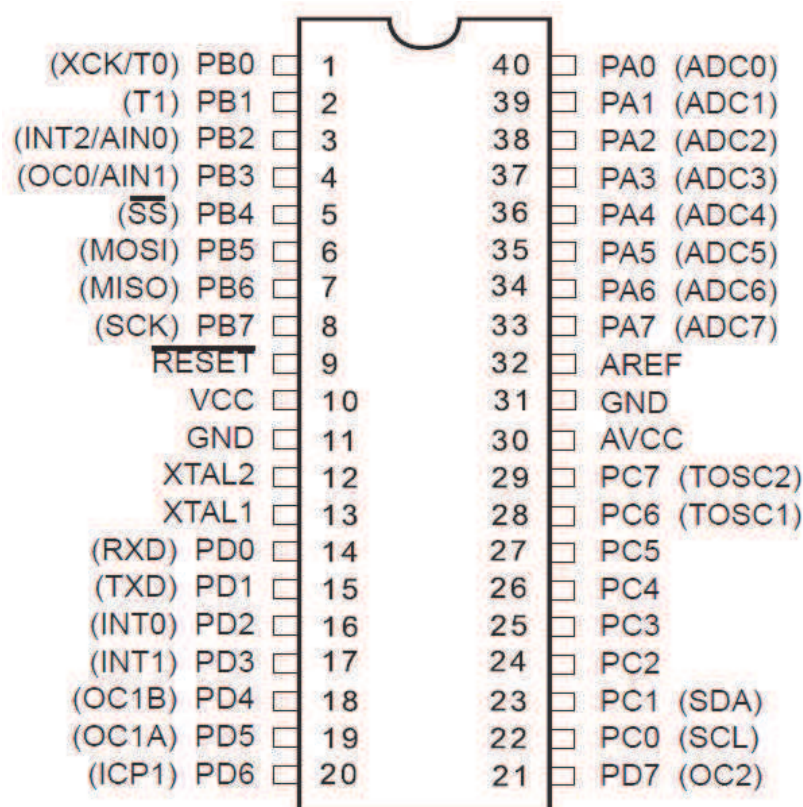 (XCK/T0) PB0 1 40 PA0 (ADC0)
(T1) PB1 2 39 PA1 (ADC1)
(INT2/AIN0) PB2 3 38 PA2 (ADC2)
(OC0/AIN1) PB3 4 37 PA3 (ADC3)
(SS) PB4 5 36 PA4 (ADC4)
(MOSI) PB5 6 35 PA5 (ADC5)
(MISO) PB6 7 34 PA6 (ADC6)
(SCK) PB7 8 33 PA7 (ADC7)
RESET 9 32 AREF
VCC 10 31 GND
GND 11 30 AVCC
XTAL2 12 29 PC7 (TOSC2)
XTAL1 13 28 PC6 (TOSC1)
(RXD) PD0 14 27 PC5
(TXD) PD1 15 26 PC4
(INT0) PD2 16 25 PC3
(INT1) PD3 17 24 PC2
(OC1B) PD4 18 23 PC1 (SDA)
(OC1A) PD5 19 22 PC0 (SCL)
(ICP1) PD6 20 21 PD7 (OC2)